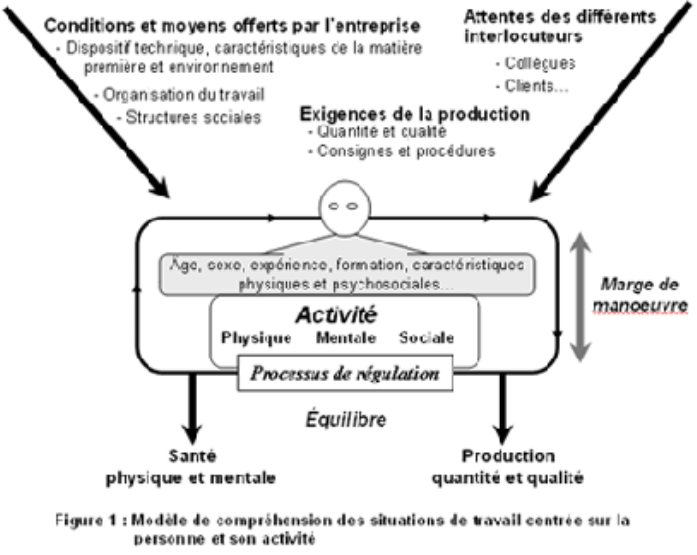 Conditions et moyens offerts par l'entreprise
- Dispositif technique, caractéristiques de la matière
première et environnement
- Organisation du travail
- Structures sociales
Attentes des différents
interlocuteurs
- Collègues
- Clients...
Exigences de la production
- Quantité et qualité
- Consignes et procédures
Âge, sexe, expérience, formation, caractéristiques
physiques et psychosociales...
Activité
Physique Mentale Sociale
Processus de régulation
Marge de
manoeuvre
Équilibre
Santé
physique et mentale
Production
quantité et qualité
Figure 1 : Modèle de compréhension des situations de travail centrée sur la
personne et son activité